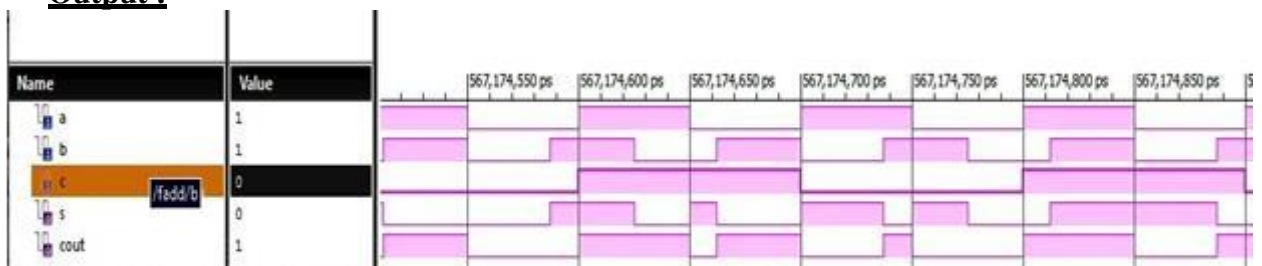 Output :
Name Value 567,174,550 ps 567,174,600 ps 567,174,650 ps 567,174,700 ps 567,174,750 ps 567,174,800 ps 567,174,850 ps
a 1
b 1
c 0
/fadd/b
s 0
cout 1